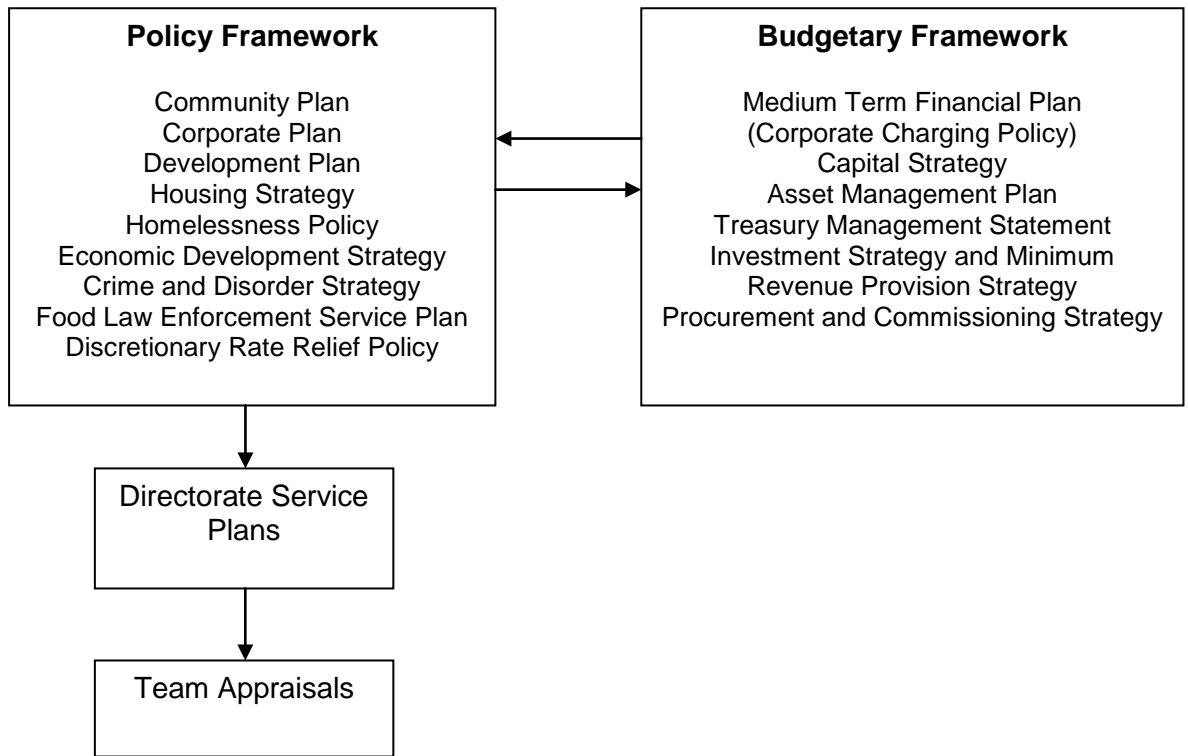 Policy Framework
Community Plan
Corporate Plan
Development Plan
Housing Strategy
Homelessness Policy
Economic Development Strategy
Crime and Disorder Strategy
Food Law Enforcement Service Plan
Discretionary Rate Relief Policy
Budgetary Framework
Medium Term Financial Plan
(Corporate Charging Policy)
Capital Strategy
Asset Management Plan
Treasury Management Statement
Investment Strategy and Minimum
Revenue Provision Strategy
Procurement and Commissioning Strategy
Directorate Service
Plans
Team Appraisals